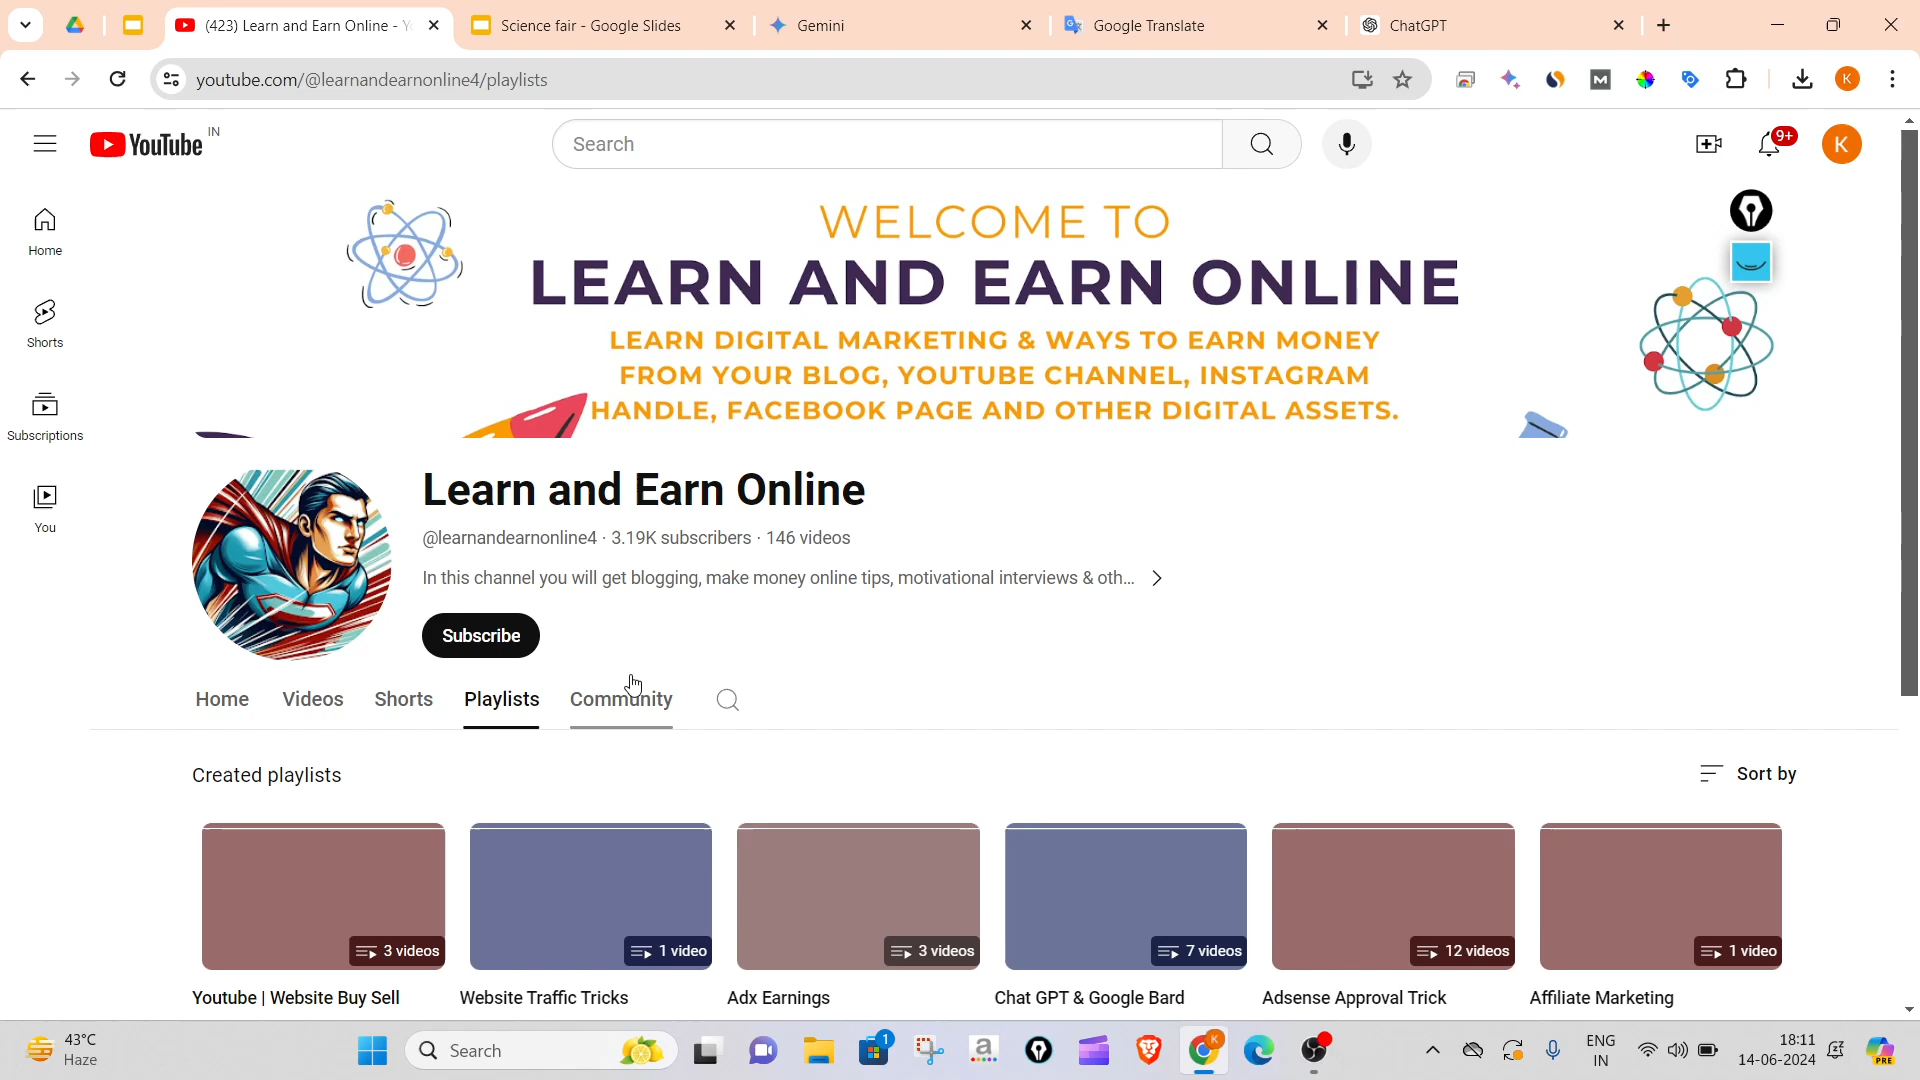 (423) Learn and Earn Online - Y
Science fair - Google Slides
Gemini
Google Translate
ChatGPT
youtube.com/@learnandearnonline4/playlists
M
K
YouTube IN
Search
9+
K
Home
Shorts
Subscriptions
You
WELCOME TO
LEARN AND EARN ONLINE
LEARN DIGITAL MARKETING & WAYS TO EARN MONEY
FROM YOUR BLOG, YOUTUBE CHANNEL, INSTAGRAM
HANDLE, FACEBOOK PAGE AND OTHER DIGITAL ASSETS.
Learn and Earn Online
@learnandearnonline4 · 3.19K subscribers · 146 videos
In this channel you will get blogging, make money online tips, motivational interviews & oth...
Subscribe
Home Videos Shorts Playlists Community
Created playlists
Sort by
3 videos
1 video
3 videos
7 videos
12 videos
1 video
Youtube | Website Buy Sell
Website Traffic Tricks
Adx Earnings
Chat GPT & Google Bard
Adsense Approval Trick
Affiliate Marketing
43°C
Haze
Search
1
a
K
ENG
IN
18:11
14-06-2024
PRE